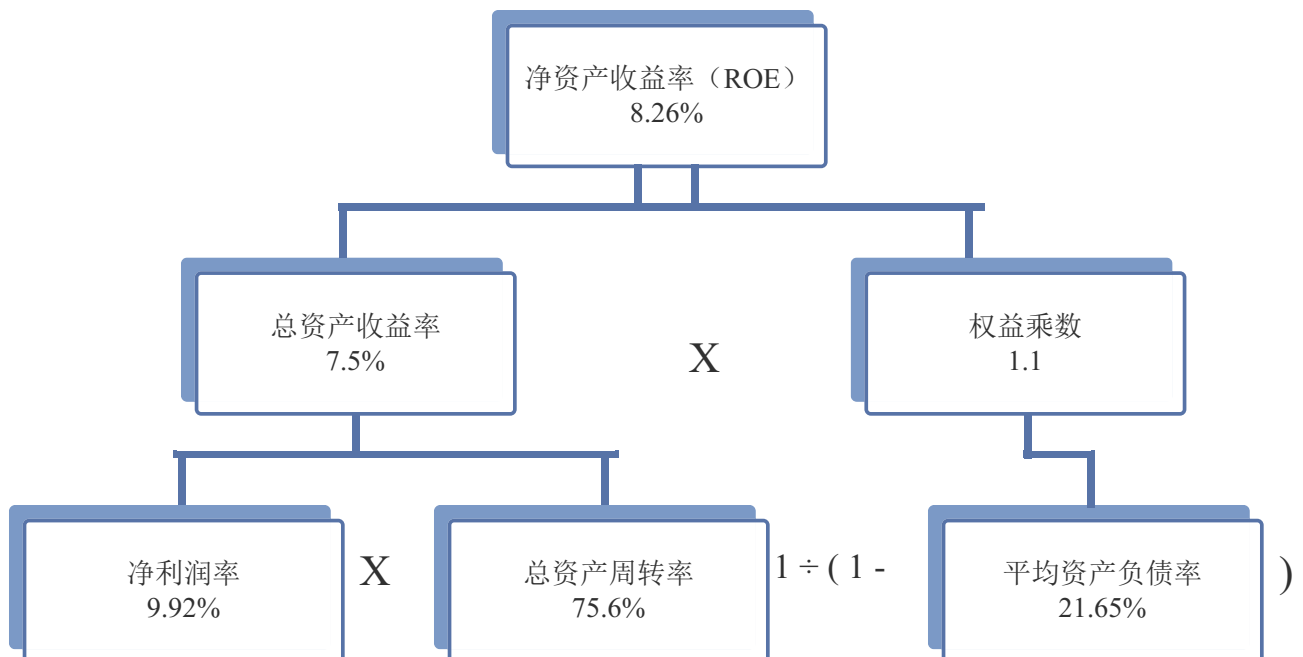 净资产收益率（ROE）
8.26%
总资产收益率
7.5%
X
权益乘数
1.1
净利润率
9.92%
X
总资产周转率
75.6%
1 ÷ ( 1 -
平均资产负债率
21.65%
)